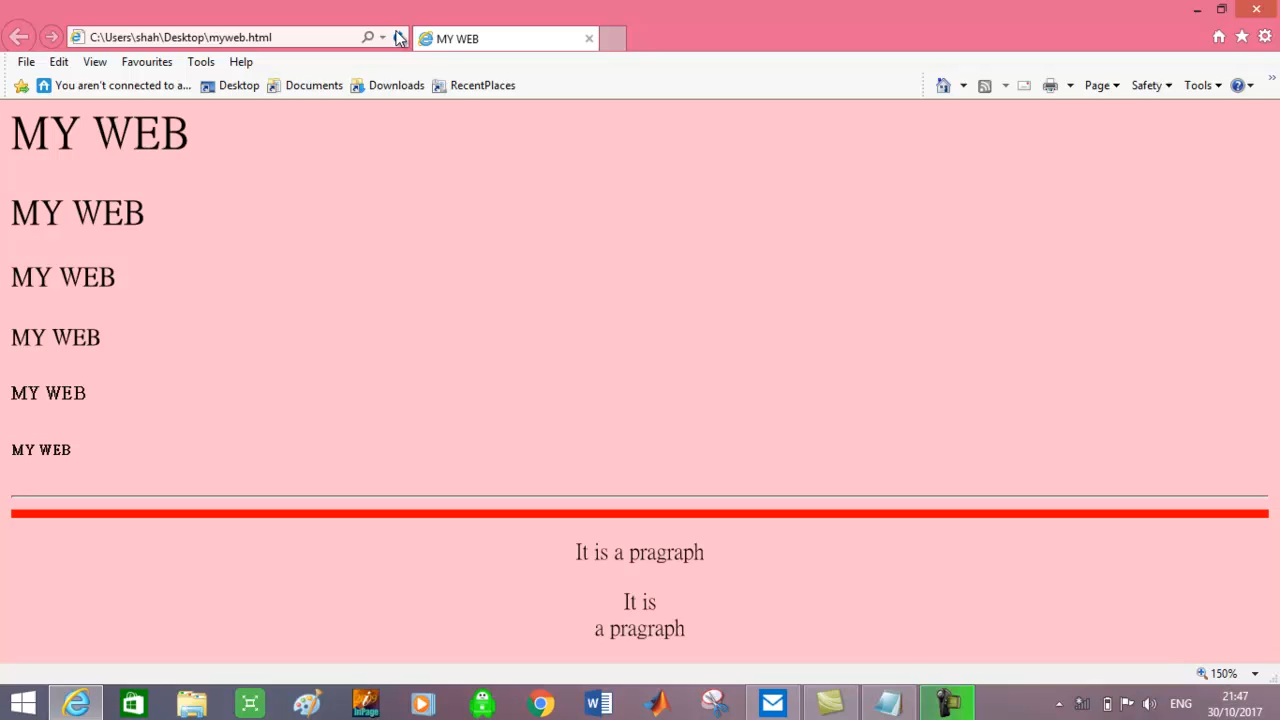 C:\Users\shah\Desktop\myweb.html
MY WEB
File Edit View Favourites Tools Help
You aren't connected to a... Desktop Documents Downloads RecentPlaces
Page Safety Tools
MY WEB
MY WEB
MY WEB
MY WEB
MY WEB
MY WEB
It is a pragraph
It is
a pragraph
150%
InPage
ENG
21:47
30/10/2017